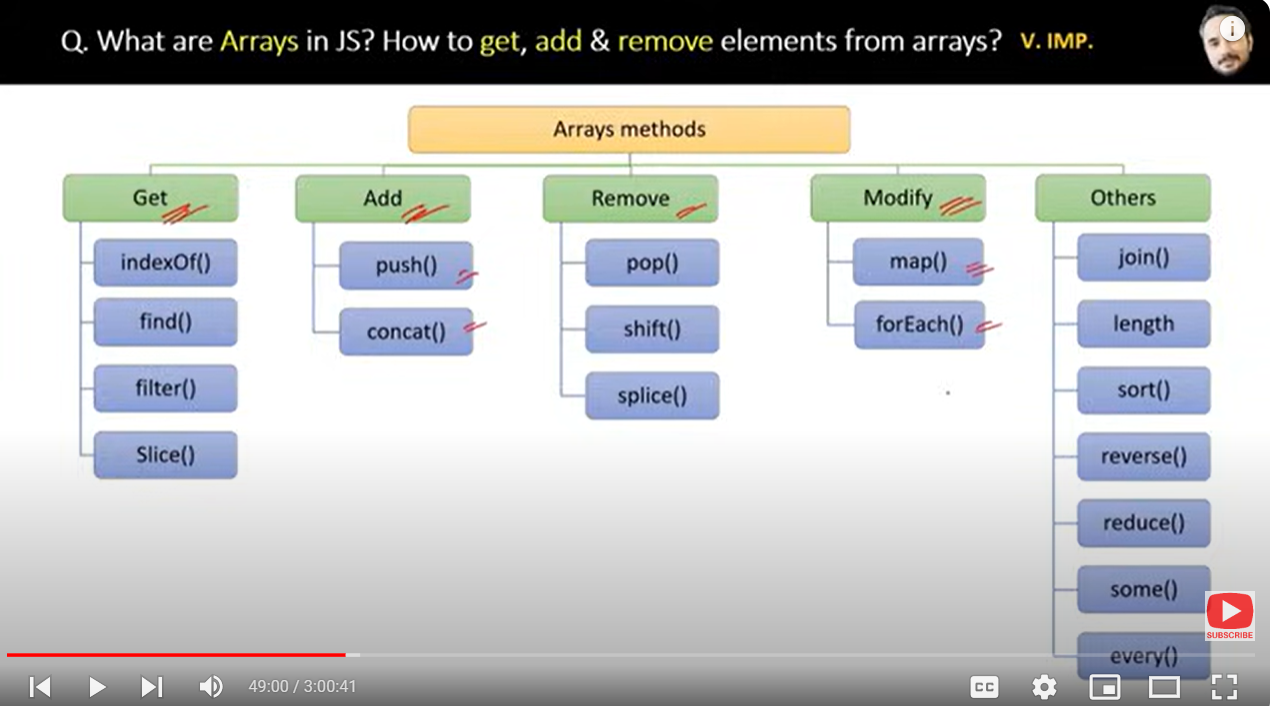 Q. What are Arrays in JS? How to get, add & remove elements from arrays? V. IMP.
Arrays methods
Get
indexOf()
find()
filter()
Slice()
Add
push()
concat()
Remove
pop()
shift()
splice()
Modify
map()
forEach()
Others
join()
length
sort()
reverse()
reduce()
some()
every()
SUBSCRIBE
49:00 / 3:00:41
CC